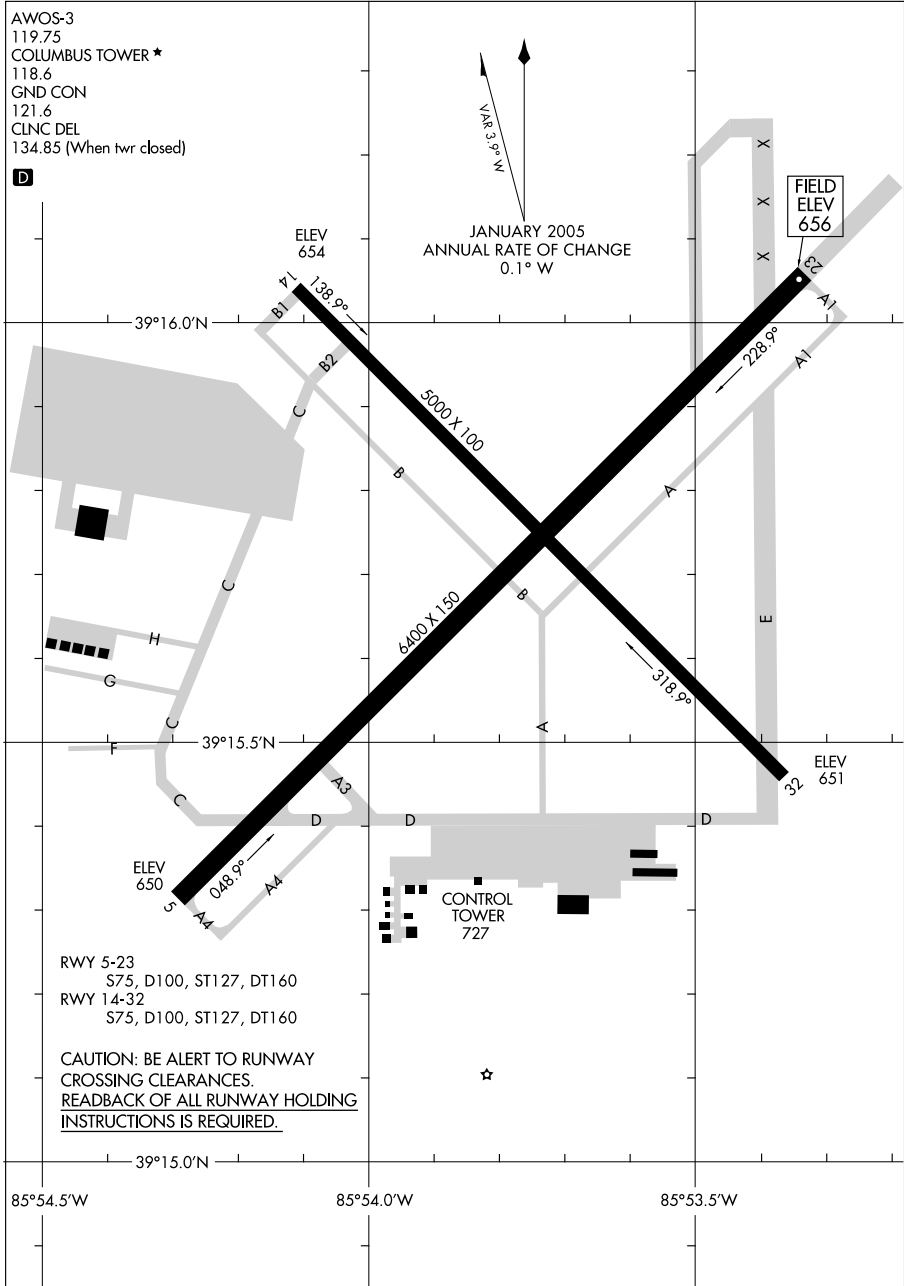 AWOS-3
119.75
COLUMBUS TOWER
118.6
GND CON
121.6
CLNC DEL
134.85 (When twr closed)
D
VAR 3.9° W
JANUARY 2005
ANNUAL RATE OF CHANGE
0.1° W
FIELD
ELEV
656
X
X
X
ELEV
654
14
138.9°
23
A1
A1
228.9°
B1
B2
39°16.0'N
C
5000 X 100
B
A
C
B
6400 X 150
E
H
G
318.9°
C
F
39°15.5'N
A
ELEV
651
32
A3
C
D
D
D
ELEV
650
048.9°
A4
5
A4
CONTROL
TOWER
727
RWY 5-23
S75, D100, ST127, DT160
RWY 14-32
S75, D100, ST127, DT160
CAUTION: BE ALERT TO RUNWAY
CROSSING CLEARANCES.
READBACK OF ALL RUNWAY HOLDING
INSTRUCTIONS IS REQUIRED.
39°15.0'N
85°54.5'W
85°54.0'W
85°53.5'W